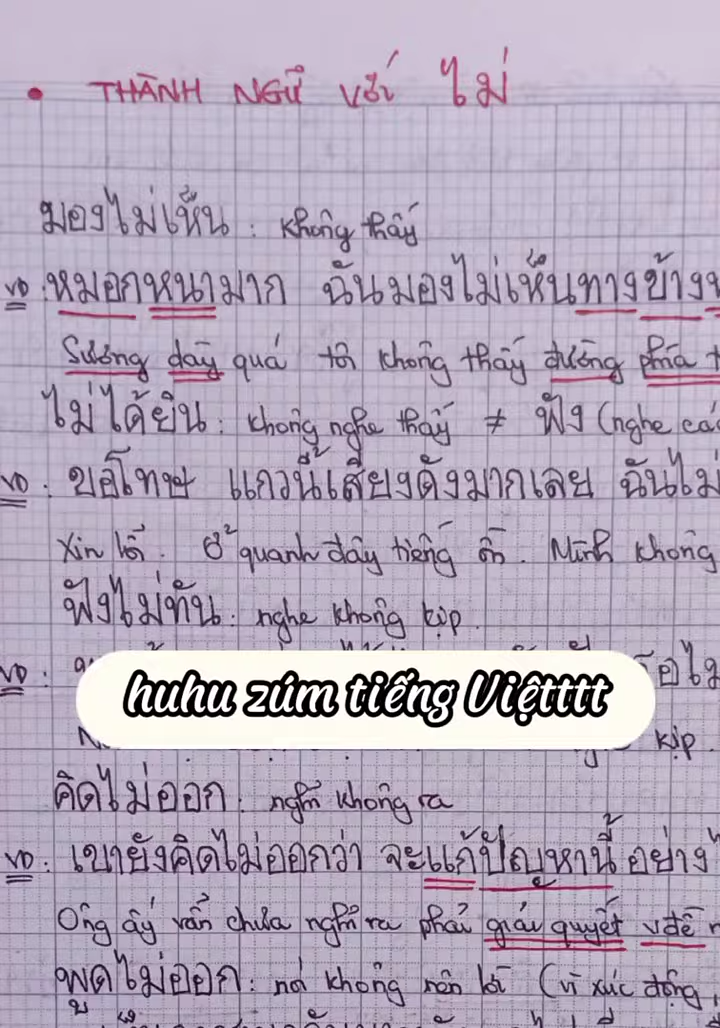 • THÀNH NGỮ VỚI ไม่
มองไม่เห็น : không thấy
VD : หมอกหนามาก ฉันมองไม่เห็นทางข้าง
Sương dày quá tôi không thấy đường phía
ไม่ได้ยิน : không nghe thấy ≠ ฟัง (nghe
VD : ขอโทษ แถวนี้เสียงดังมากเลย ฉันไม่
Xin lỗi. Ở quanh đây tiếng ồn. Mình không
ฟังไม่ทัน : nghe không kịp.
VD :
huhu zúm tiếng Việtttt
kịp.
คิดไม่ออก : nghĩ không ra
VD : เขายังคิดไม่ออกว่า จะแก้ปัญหานี้อย่าง
Ông ấy vẫn chưa nghĩ ra phải giải quyết vđề
พูดไม่ออก : nói không nên lời (vì xúc động,